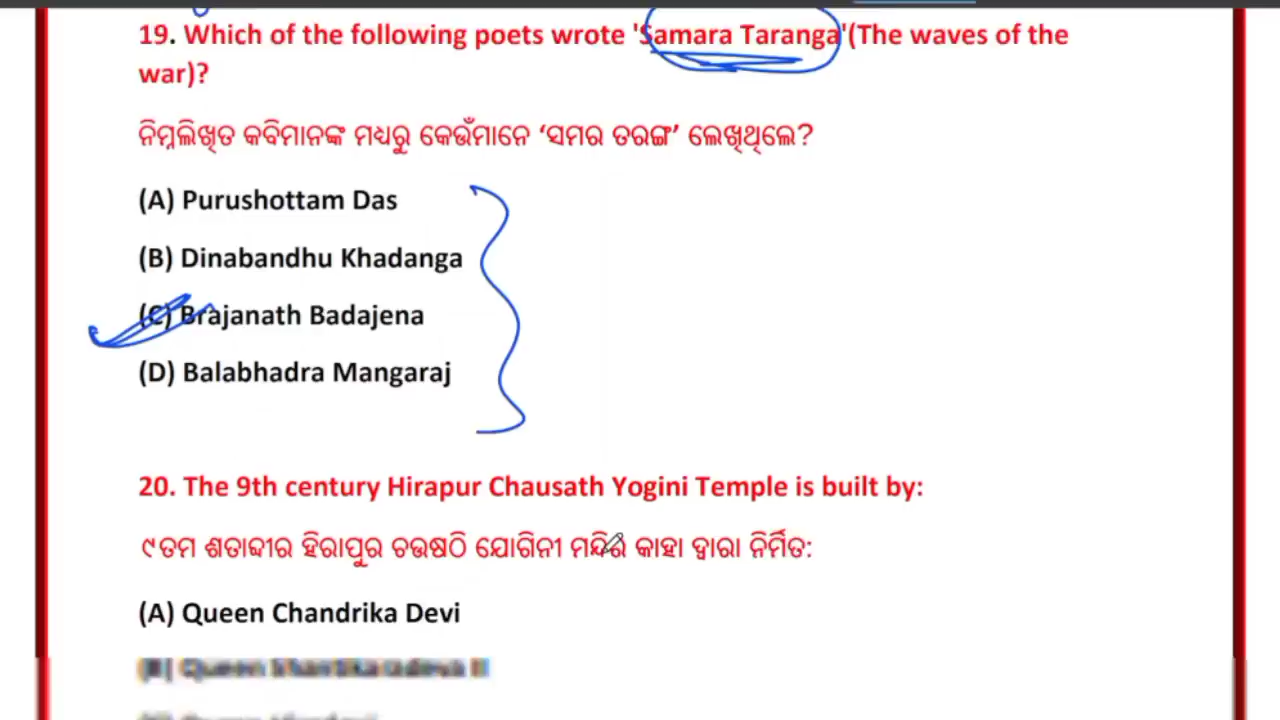 19. Which of the following poets wrote 'Samara Taranga'(The waves of the
war)?
ନିମ୍ନଲିଖିତ କବିମାନଙ୍କ ମଧ୍ୟରୁ କେଉଁମାନେ ‘ସମର ତରଙ୍ଗ’ ଲେଖିଥିଲେ?
(A) Purushottam Das
(B) Dinabandhu Khadanga
(C) Brajanath Badajena
(D) Balabhadra Mangaraj
20. The 9th century Hirapur Chausath Yogini Temple is built by:
୯ତମ ଶତାବ୍ଦୀର ହିରାପୁର ଚଉଷଠି ଯୋଗିନୀ ମନ୍ଦିର କାହା ଦ୍ୱାରା ନିର୍ମିତ:
(A) Queen Chandrika Devi
(B) Queen